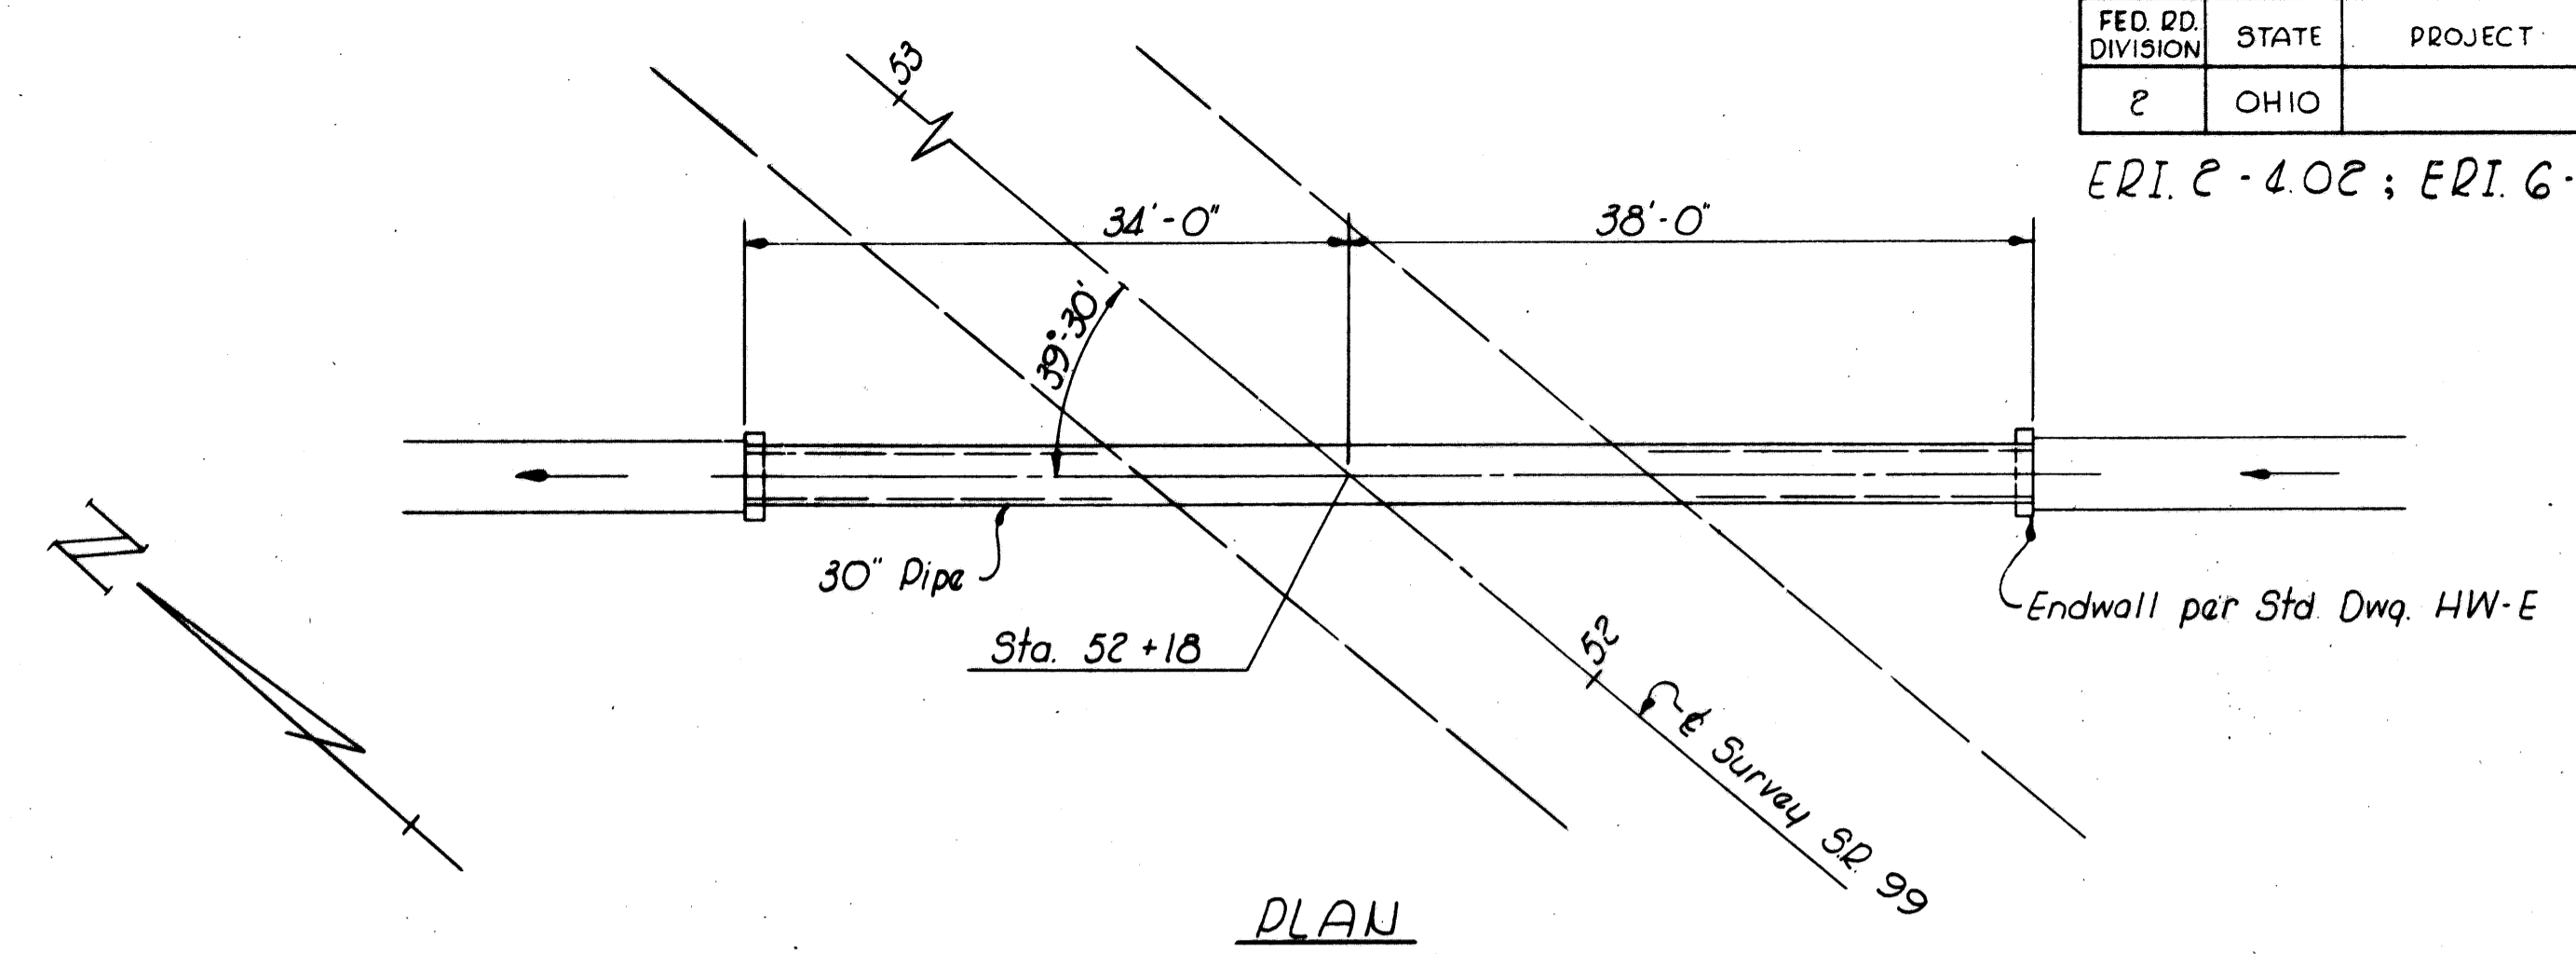 FED. RD. DIVISION STATE PROJECT
2 OHIO
ERI. 2-4.02; ERI. 6-
53
34'-0" 38'-0"
39°-30'
30" Pipe
Endwall per Std. Dwg. HW-E
Sta. 52+18
52
℄ Survey S.R. 99
N
PLAN